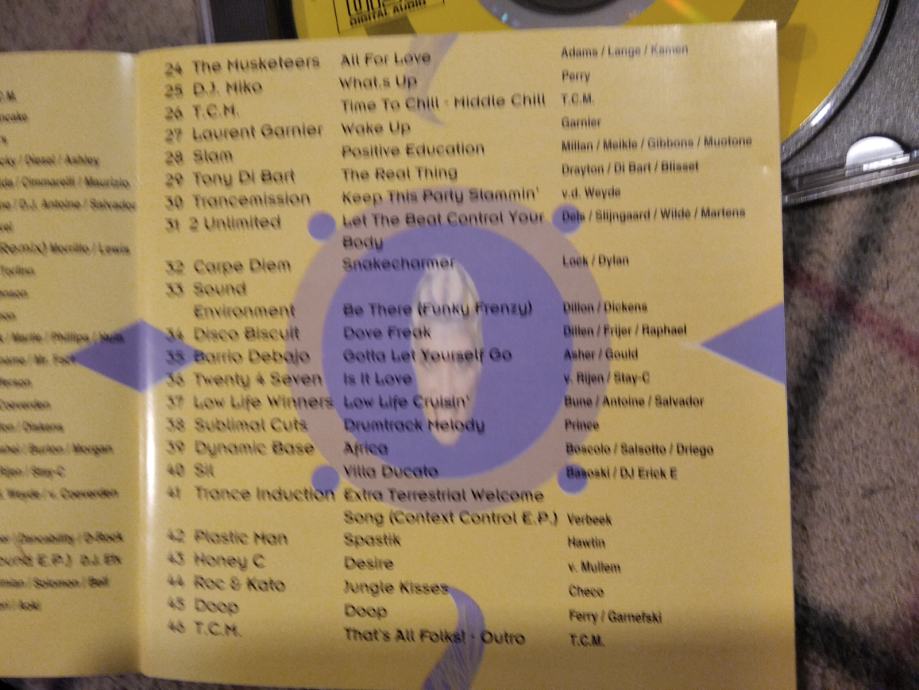 DIGITAL AUDIO
24 The Musketeers All For Love Adams / Lange / Kamen
25 D.J. Miko What.s Up Perry
26 T.C.M. Time To Chill - Middle Chill T.C.M.
27 Laurent Garnier Wake Up Garnier
28 Slam Positive Education Millan / Meikle / Gibbons / Muotone
29 Tony Di Bart The Real Thing Drayton / Di Bart / Blisset
30 Trancemission Keep This Party Slammin' v.d. Weyde
31 2 Unlimited Let The Beat Control Your Dels / Slijngaard / Wilde / Martens
Body
32 Carpe Diem Snakecharmer Lock / Dylan
33 Sound
Environment Be There (Funky Frenzy) Dillon / Dickens
34 Disco Biscuit Dove Freak Dillen / Frijer / Raphael
35 Barrio Debajo Gotta Let Yourself Go Asher / Gould
36 Twenty 4 Seven Is It Love v. Rijen / Stay-C
37 Low Life Winners Low Life Cruisin' Bune / Antoine / Salvador
38 Sublimal Cuts Drumtrack Melody Prince
39 Dynamic Base Africa Boscolo / Salsotto / Driego
40 Sil Villa Ducato Basoski / DJ Erick E
41 Trance Induction Extra Terrestrial Welcome
Song (Context Control E.P.) Verbeek
42 Plastic Man Spastik Hawtin
43 Honey C Desire v. Mullem
44 Roc & Kato Jungle Kisses Checo
45 Doop Doop Ferry / Garnefski
46 T.C.M. That's All Folks! - Outro T.C.M.